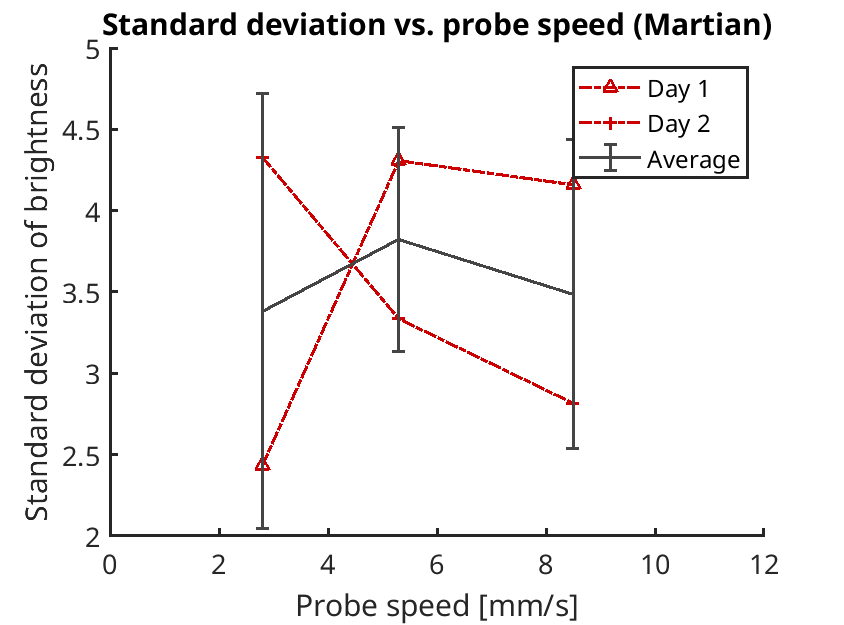 Standard deviation vs. probe speed (Martian)
5
4.5
4
3.5
3
2.5
2
Standard deviation of brightness
Day 1
Day 2
Average
0 2 4 6 8 10 12
Probe speed [mm/s]